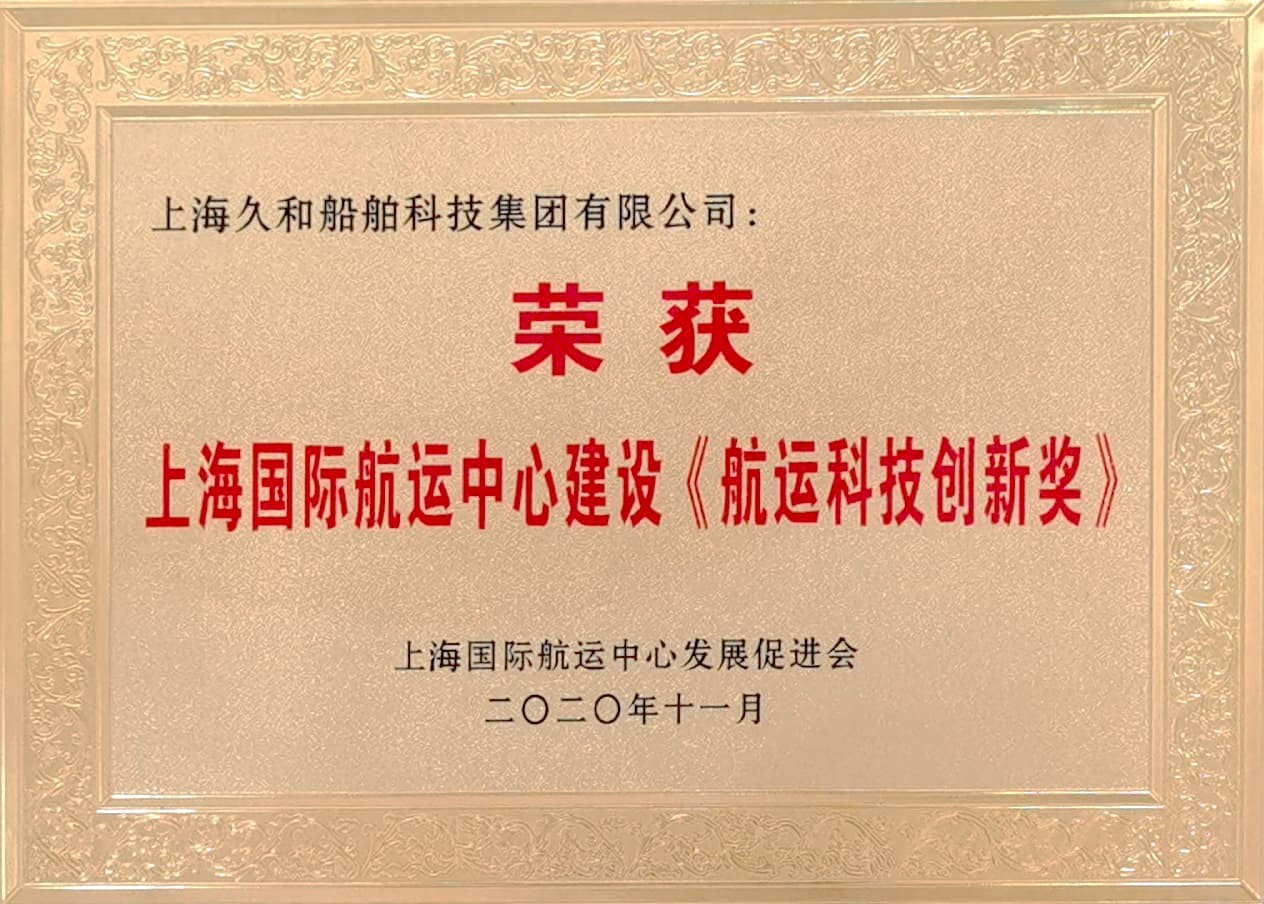 上海久和船舶科技集团有限公司：
荣获
上海国际航运中心建设《航运科技创新奖》
上海国际航运中心发展促进会
二〇二〇年十一月